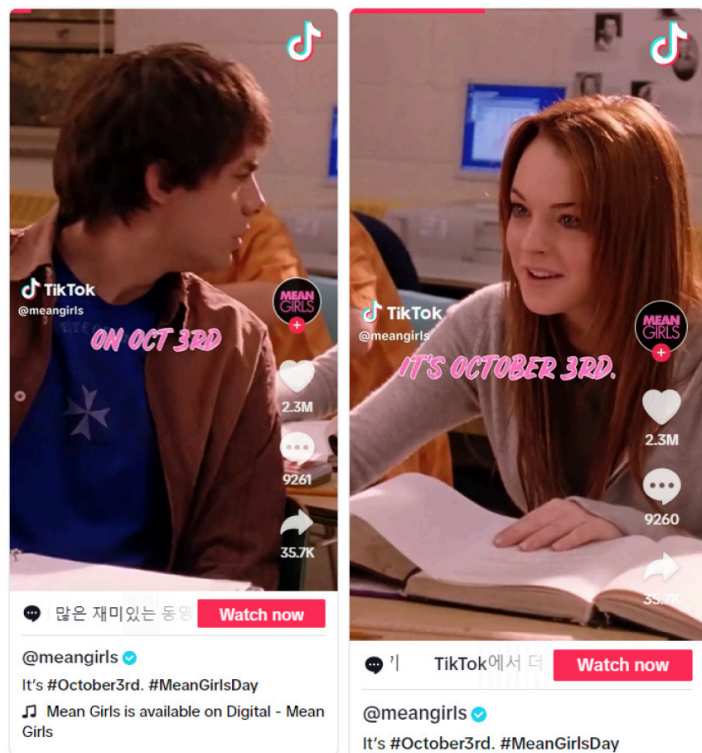 TikTok
@meangirls
ON OCT 3RD
MEAN
GIRLS
2.3M
9261
35.7K
많은 재미있는 동영
Watch now
@meangirls
It's #October3rd. #MeanGirlsDay
Mean Girls is available on Digital - Mean
Girls
TikTok
@meangirls
IT'S OCTOBER 3RD.
MEAN
GIRLS
2.3M
9260
35.7K
기 TikTok에서 더
Watch now
@meangirls
It's #October3rd. #MeanGirlsDay